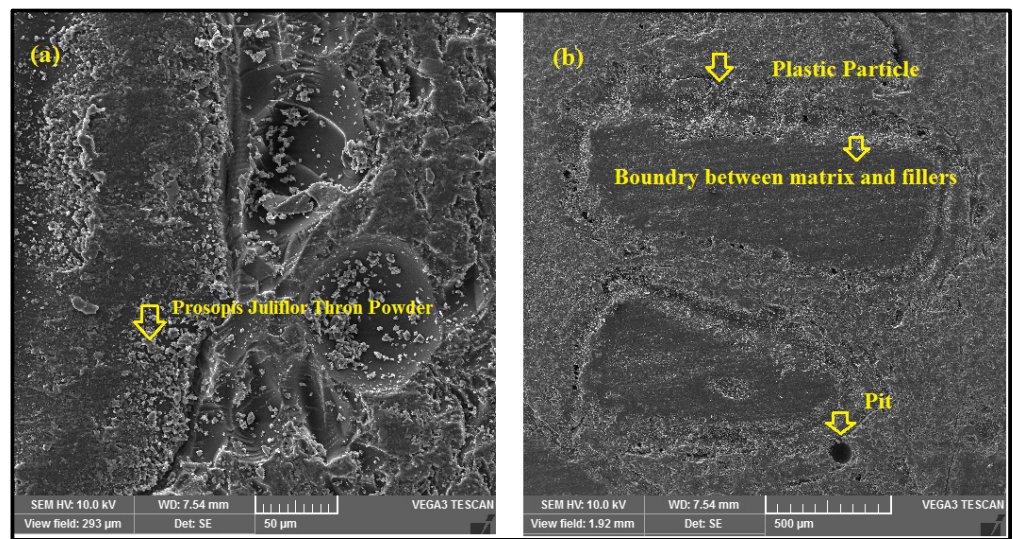 (a)
Prosopis Juliflor Thron Powder
SEM HV: 10.0 kV WD: 7.54 mm VEGA3 TESCAN
View field: 293 µm Det: SE 50 µm
(b)
Plastic Particle
Boundry between matrix and fillers
Pit
SEM HV: 10.0 kV WD: 7.54 mm VEGA3 TESCAN
View field: 1.92 mm Det: SE 500 µm